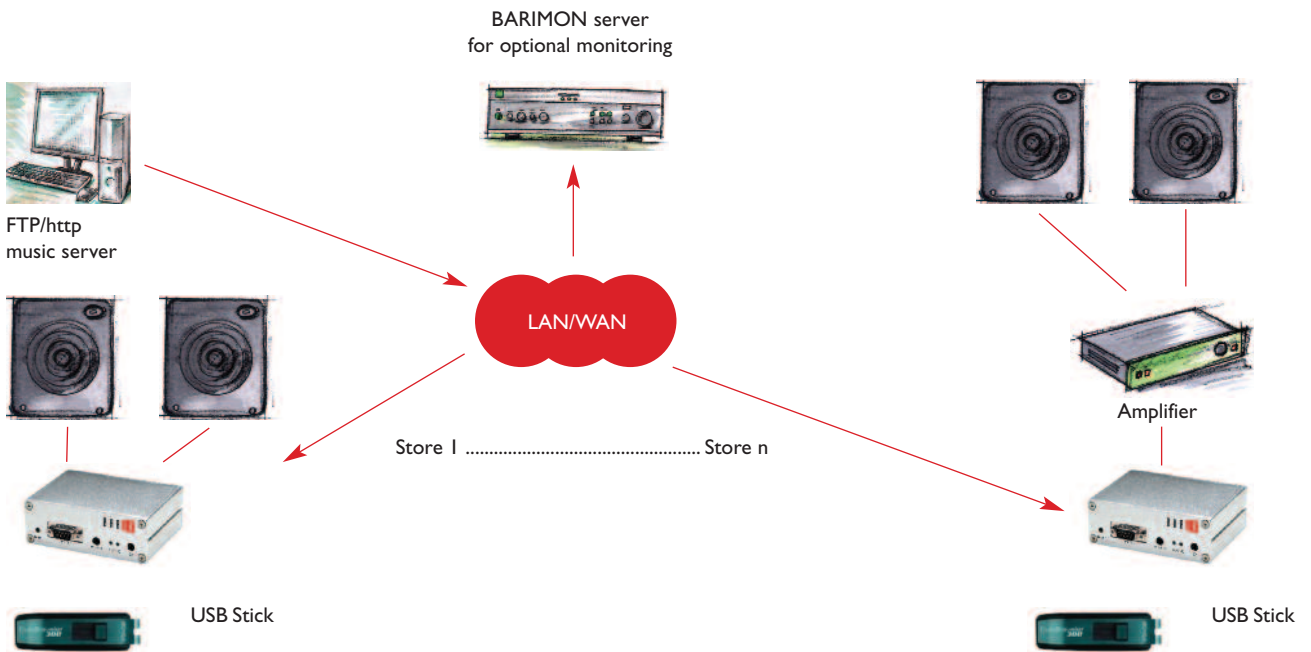 BARIMON server
for optional monitoring
FTP/http
music server
LAN/WAN
Amplifier
Store 1 ................................................. Store n
USB Stick
USB Stick